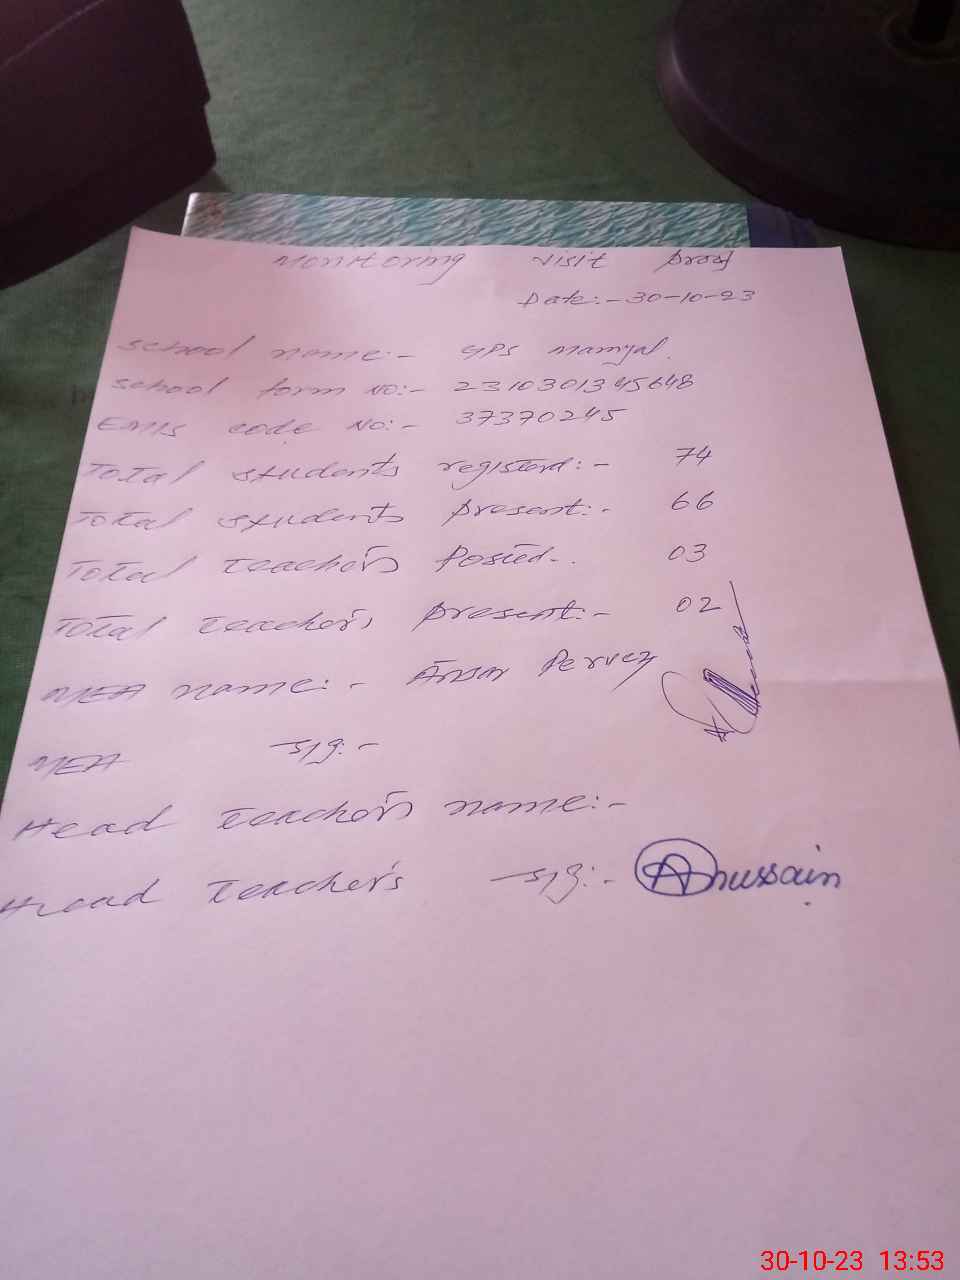 Monitoring visit proof
Date:- 30-10-23
School name:- GPS Mamyal.
School form No:- 2310301345648
EMIS code No:- 37370245
Total students registerd:- 74
Total students present:- 66
Total teachers Posted-. 03
Total teachers present:- 02
MEA name:- Ansar Pervez
MEA sig:-
Head teachers name:-
Head teachers sig:- Hussain
30-10-23 13:53